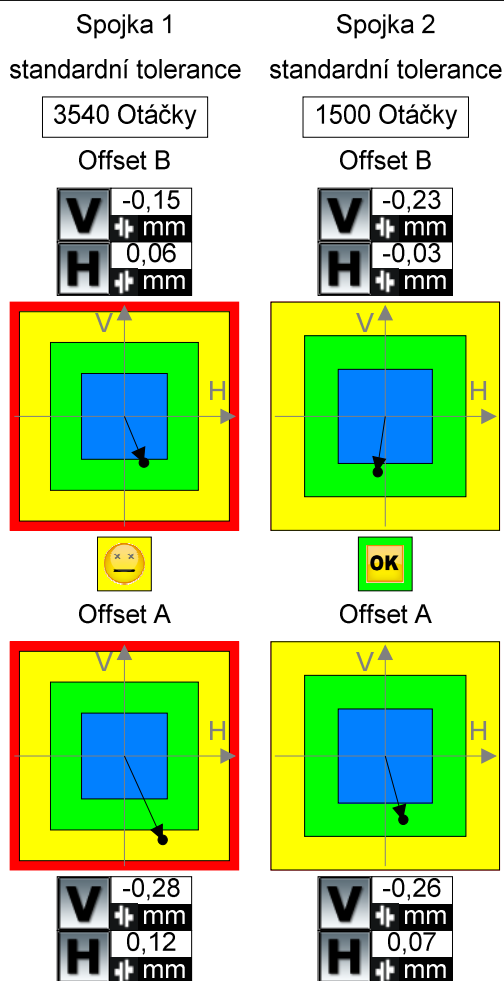 Spojka 1
standardní tolerance
3540 Otáčky
Offset B
V -0,15 mm
H 0,06 mm
V
H
Offset A
V
H
V -0,28 mm
H 0,12 mm
Spojka 2
standardní tolerance
1500 Otáčky
Offset B
V -0,23 mm
H -0,03 mm
V
H
OK
Offset A
V
H
V -0,26 mm
H 0,07 mm